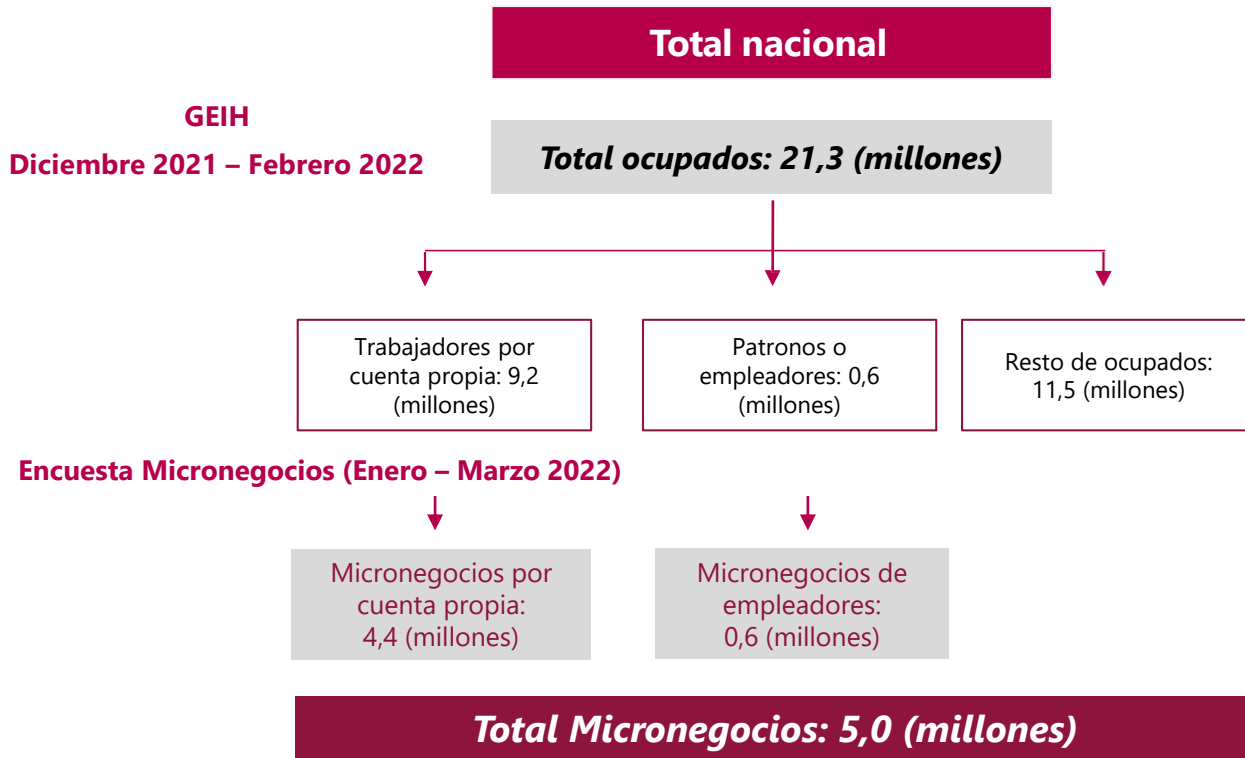 Total nacional
GEIH
Diciembre 2021 – Febrero 2022
Total ocupados: 21,3 (millones)
Trabajadores por
cuenta propia: 9,2
(millones)
Patronos o
empleadores: 0,6
(millones)
Resto de ocupados:
11,5 (millones)
Encuesta Micronegocios (Enero – Marzo 2022)
Micronegocios por
cuenta propia:
4,4 (millones)
Micronegocios de
empleadores:
0,6 (millones)
Total Micronegocios: 5,0 (millones)